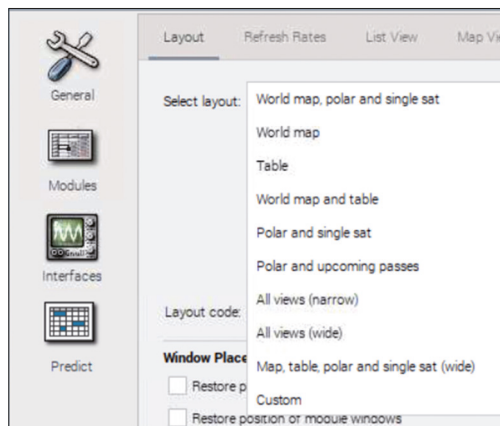 Layout Refresh Rates List View Map
General
Select layout: World map, polar and single sat
World map
Table
Modules
World map and table
Polar and single sat
Interfaces
Polar and upcoming passes
All views (narrow)
Layout code:
All views (wide)
Predict
Window
Map, table, polar and single sat (wide)
Restore
Custom
Restore position of module windows